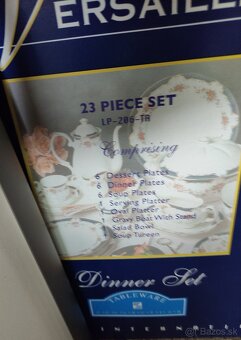 VERSAILLE
23 PIECE SET
LP-206-TR
Comprising
6 Dessert Plates
6 Dinner Plates
6 Soup Plates
1 Serving Platter
1 Oval Platter
1 Gravy Boat With Stand
1 Salad Bowl
1 Soup Tureen
Dinner Set
TABLEWARE
INTERNATI
bazos.sk